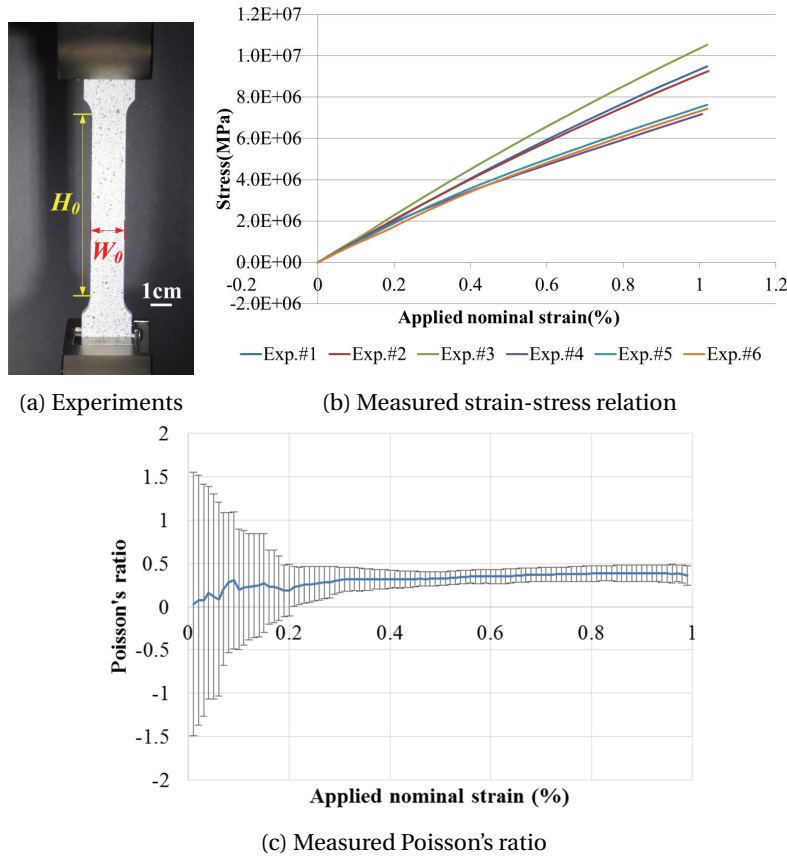 H0
W0
1cm
(a) Experiments
1.2E+07
1.0E+07
8.0E+06
6.0E+06
4.0E+06
2.0E+06
0.0E+00
-2.0E+06
Stress(MPa)
-0.2 0 0.2 0.4 0.6 0.8 1 1.2
Applied nominal strain(%)
Exp.#1 Exp.#2 Exp.#3 Exp.#4 Exp.#5 Exp.#6
(b) Measured strain-stress relation
2
1.5
1
0.5
0
-0.5
-1
-1.5
-2
Poisson's ratio
0 0.2 0.4 0.6 0.8 1
Applied nominal strain (%)
(c) Measured Poisson's ratio